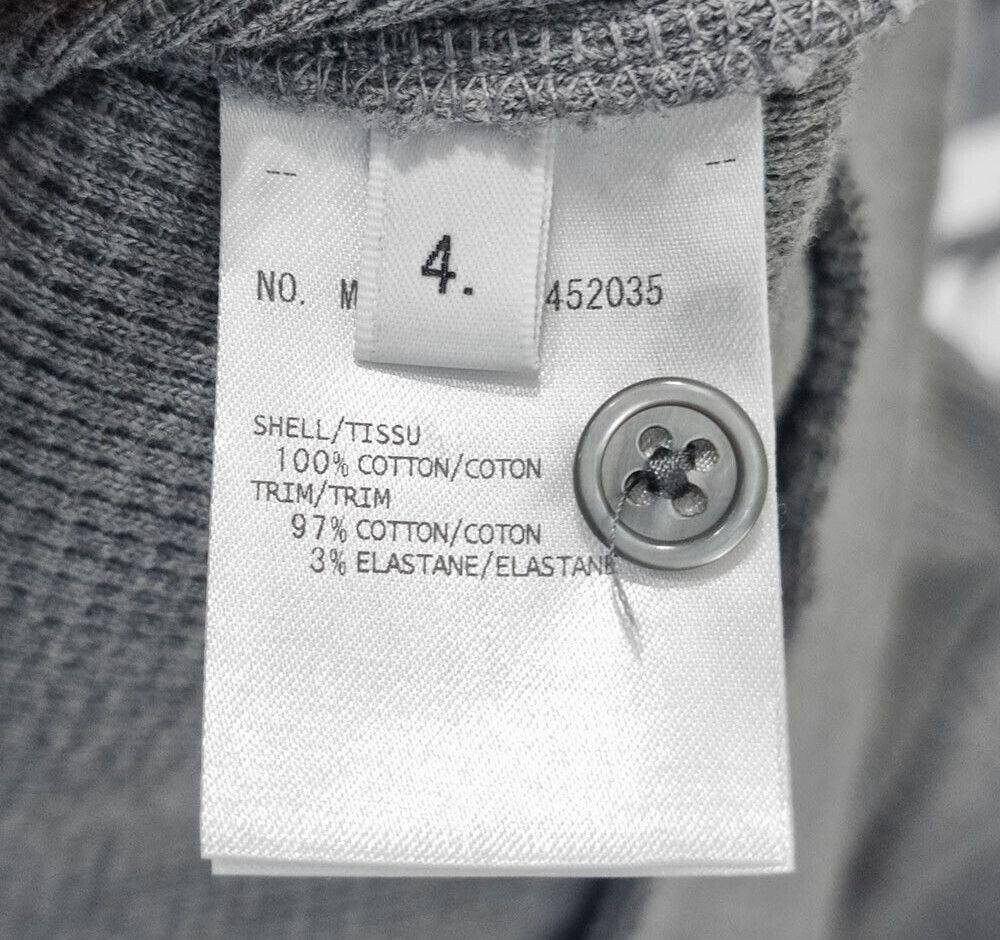 -- --
4.
NO. M 452035
SHELL/TISSU
100% COTTON/COTON
TRIM/TRIM
97% COTTON/COTON
3% ELASTANE/ELASTANE